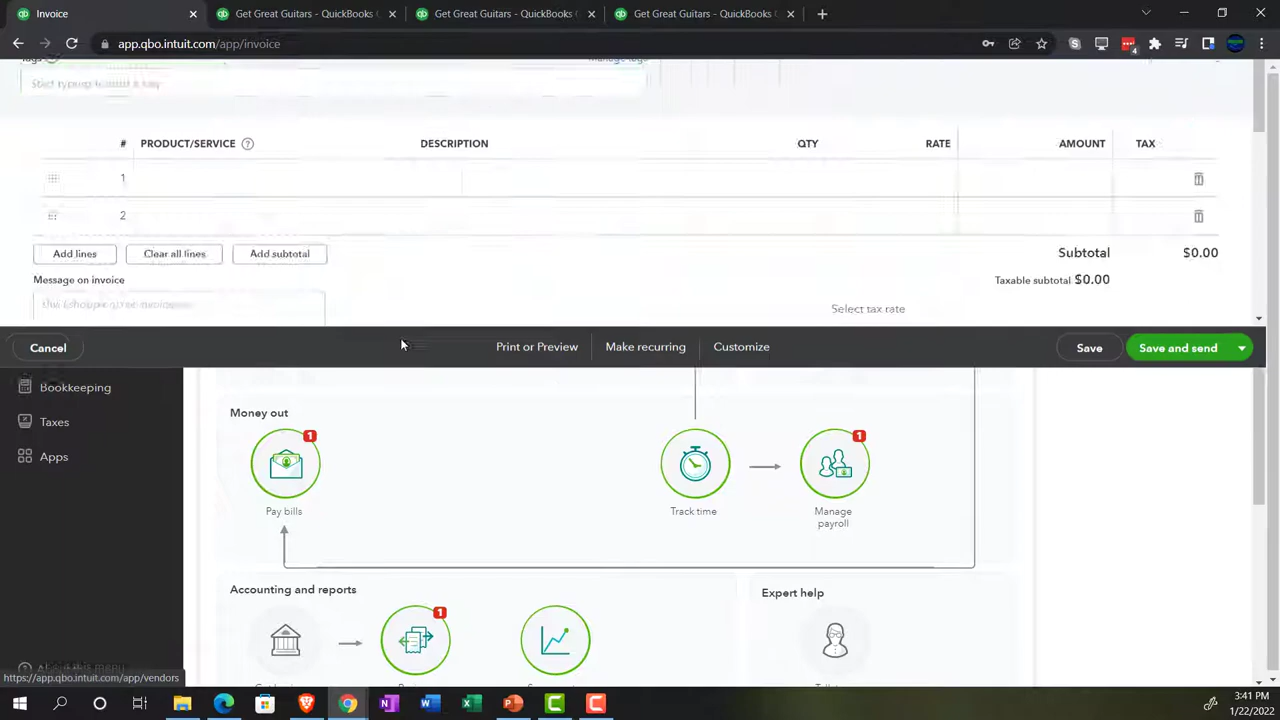 Invoice
Get Great Guitars - QuickBooks
Get Great Guitars - QuickBooks
Get Great Guitars - QuickBooks
app.qbo.intuit.com/app/invoice
4
# PRODUCT/SERVICE ? DESCRIPTION QTY RATE AMOUNT TAX
1
2
Add lines Clear all lines Add subtotal
Subtotal $0.00
Message on invoice
Taxable subtotal $0.00
Select tax rate
Cancel Print or Preview Make recurring Customize Save Save and send
Bookkeeping
Taxes
Apps
Money out
1
1
Pay bills
Track time
Manage
payroll
Accounting and reports
Expert help
1
https://app.qbo.intuit.com/app/vendors
3:41 PM
1/22/2022